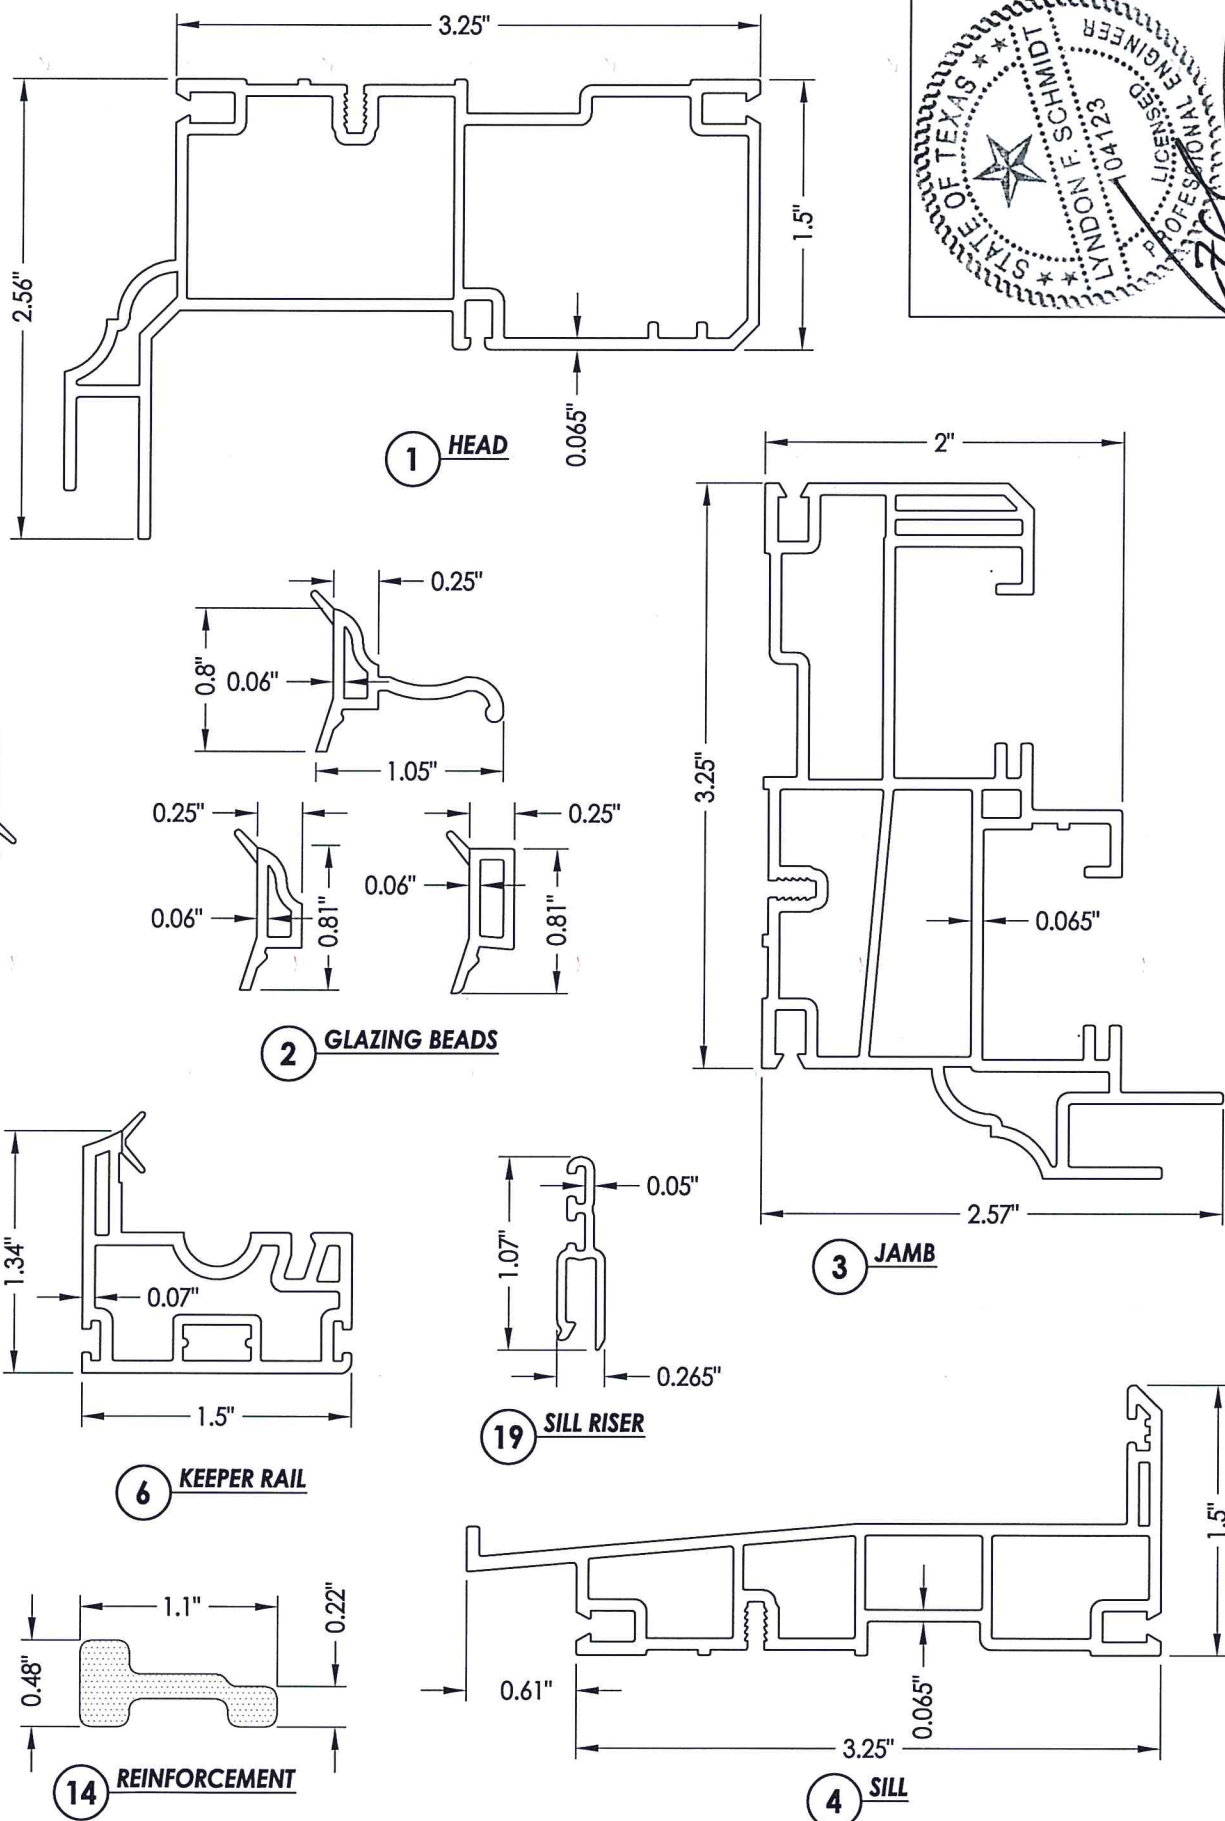 3.25"
2.56"
1.5"
0.065"
1 HEAD
STATE OF TEXAS
LYNDON F. SCHMIDT
104123
LICENSED
PROFESSIONAL ENGINEER
2"
3.25"
0.065"
2.57"
3 JAMB
0.25"
0.8"
0.06"
1.05"
0.25"
0.06"
0.81"
0.25"
0.06"
0.81"
2 GLAZING BEADS
1.34"
0.07"
1.5"
6 KEEPER RAIL
1.07"
0.05"
0.265"
19 SILL RISER
1.1"
0.22"
0.48"
14 REINFORCEMENT
1.5"
0.61"
0.065"
3.25"
4 SILL